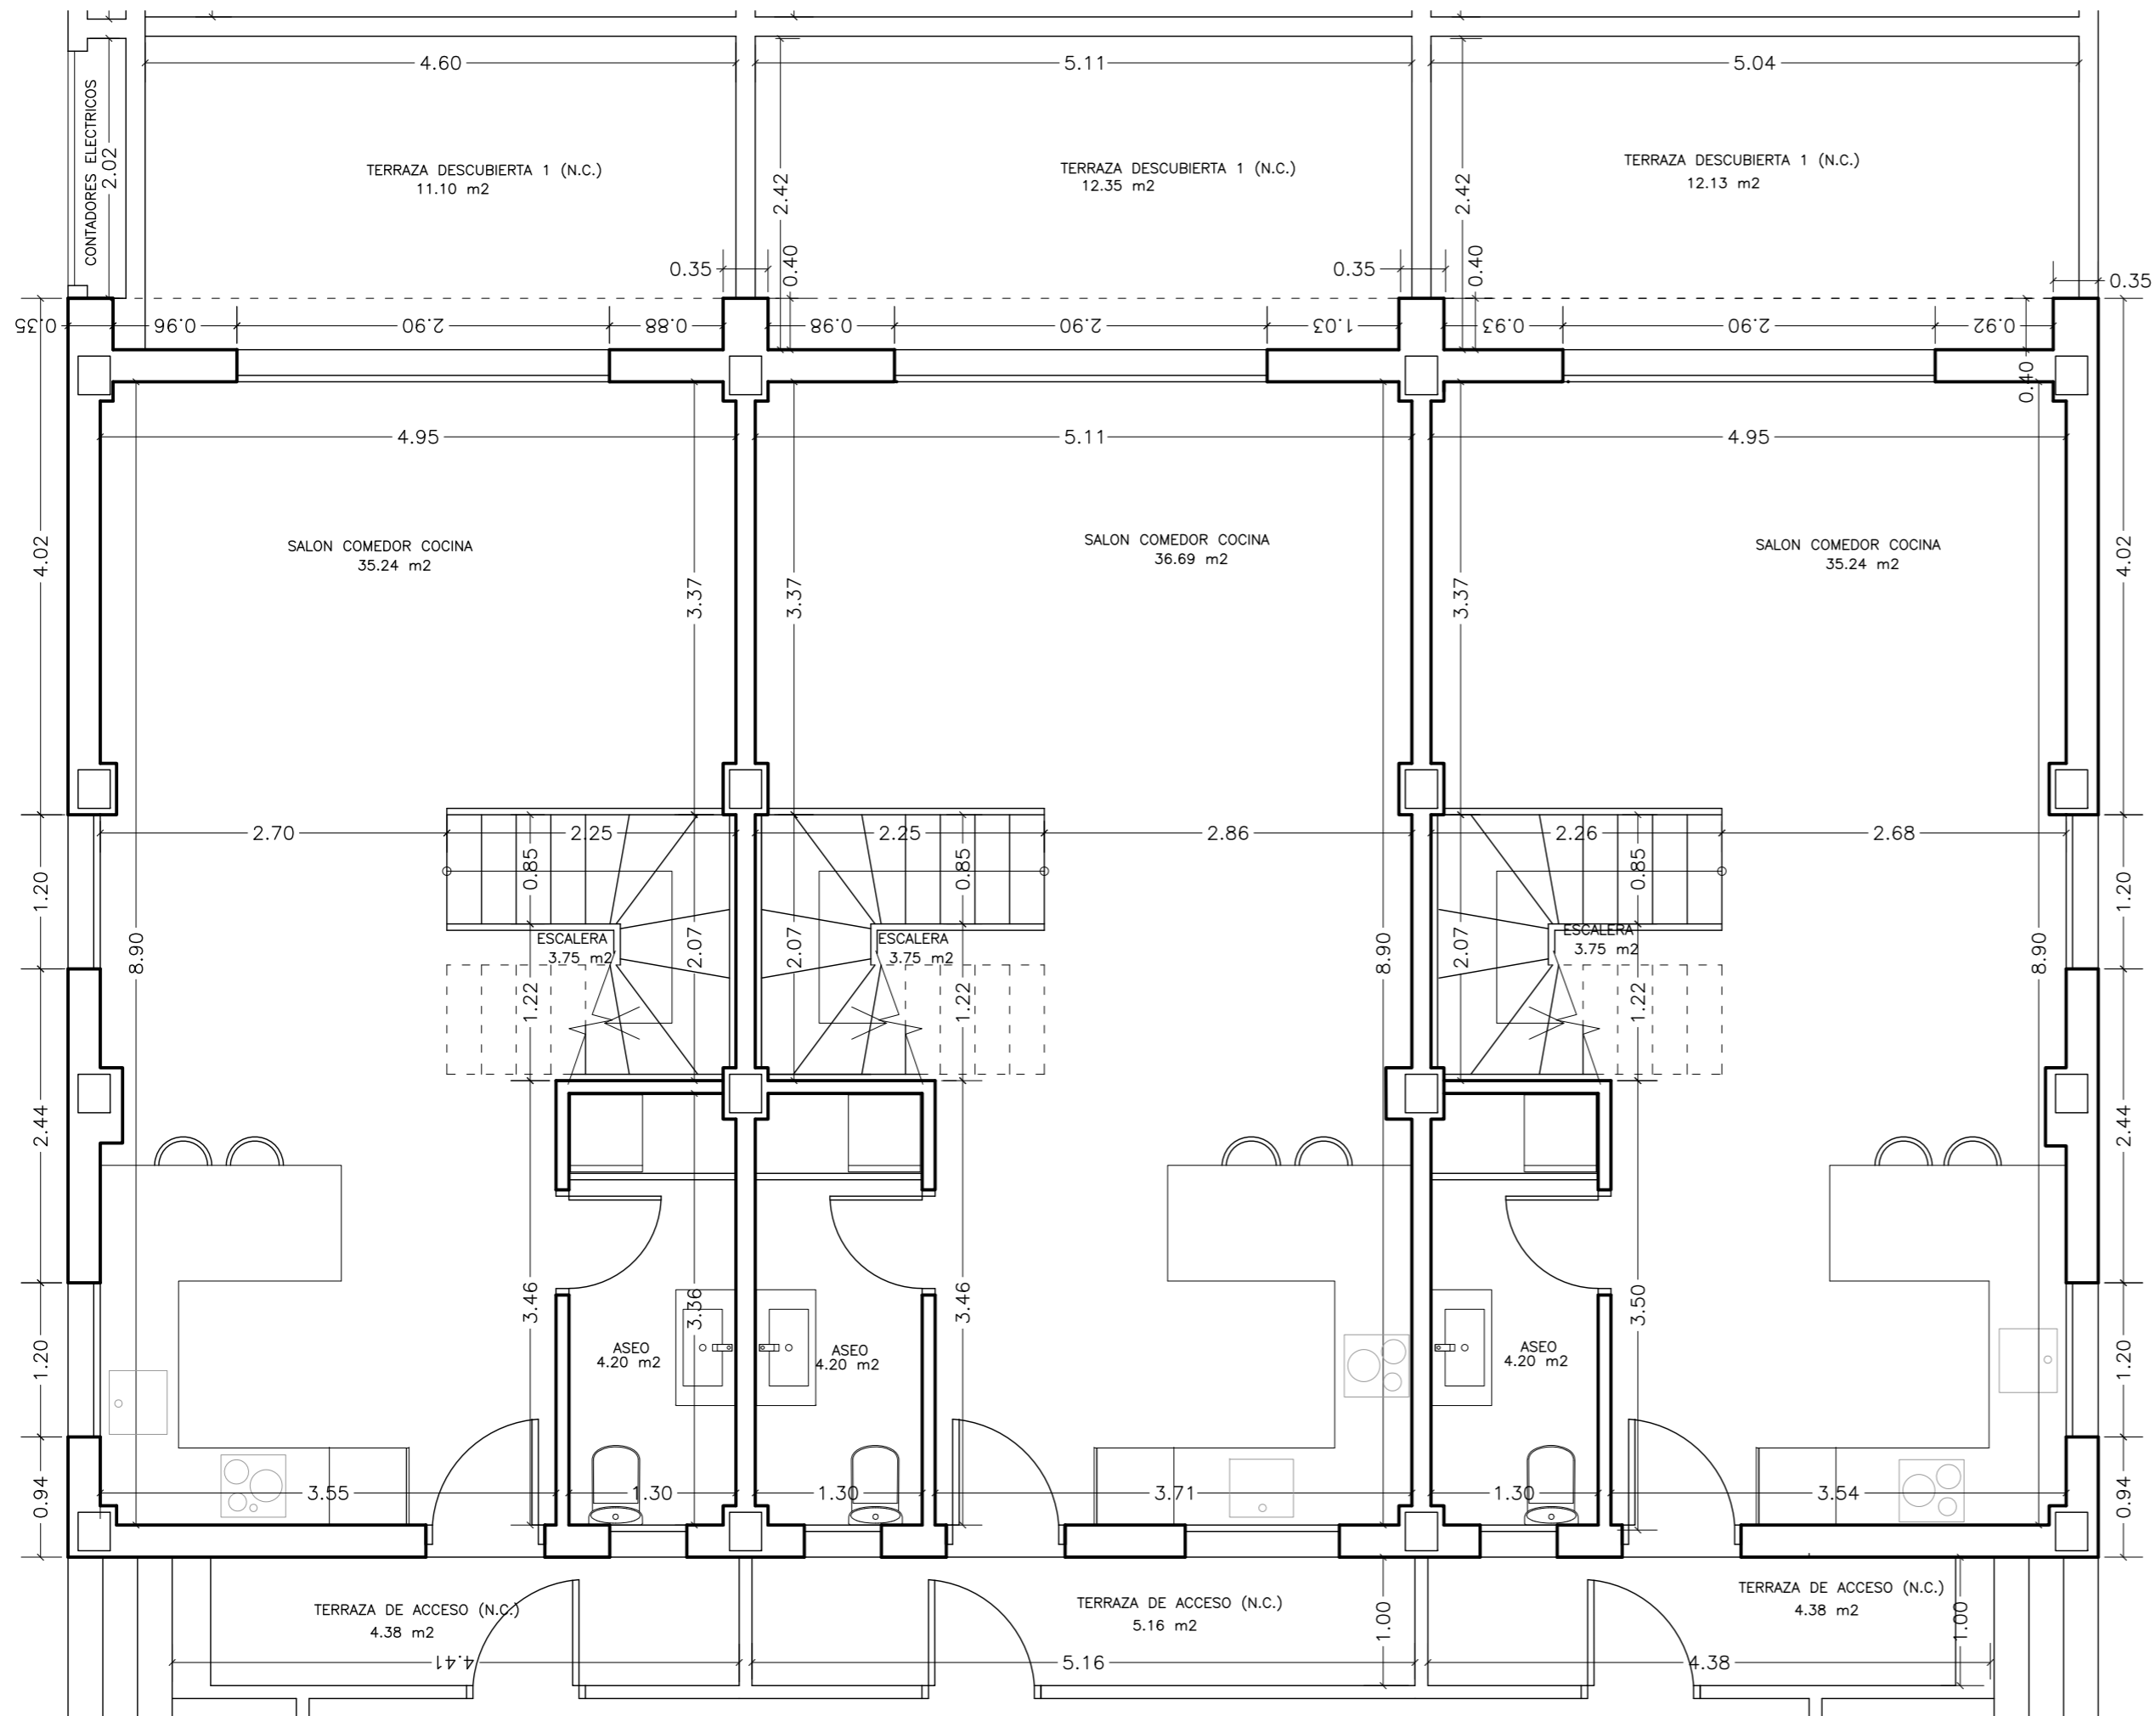 4.60
5.11
5.04
CONTADORES ELECTRICOS
2.02
TERRAZA DESCUBIERTA 1 (N.C.)
11.10 m2
TERRAZA DESCUBIERTA 1 (N.C.)
12.35 m2
TERRAZA DESCUBIERTA 1 (N.C.)
12.13 m2
2.42
2.42
0.35
0.40
0.35
0.40
0.35
0.35
0.96
2.90
0.88
0.98
2.90
1.03
0.93
2.90
0.92
0.40
4.95
5.11
4.95
SALON COMEDOR COCINA
35.24 m2
SALON COMEDOR COCINA
36.69 m2
SALON COMEDOR COCINA
35.24 m2
4.02
3.37
3.37
3.37
4.02
2.70
2.25
2.25
2.86
2.26
2.68
1.20
0.85
0.85
0.85
1.20
8.90
ESCALERA
3.75 m2
2.07
2.07
ESCALERA
3.75 m2
8.90
2.07
ESCALERA
3.75 m2
8.90
1.22
1.22
1.22
2.44
2.44
3.46
3.36
3.46
3.50
1.20
ASEO
4.20 m2
ASEO
4.20 m2
ASEO
4.20 m2
1.20
0.94
3.55
1.30
1.30
3.71
1.30
3.54
0.94
TERRAZA DE ACCESO (N.C.)
4.38 m2
TERRAZA DE ACCESO (N.C.)
5.16 m2
TERRAZA DE ACCESO (N.C.)
4.38 m2
1.00
1.00
4.41
5.16
4.38